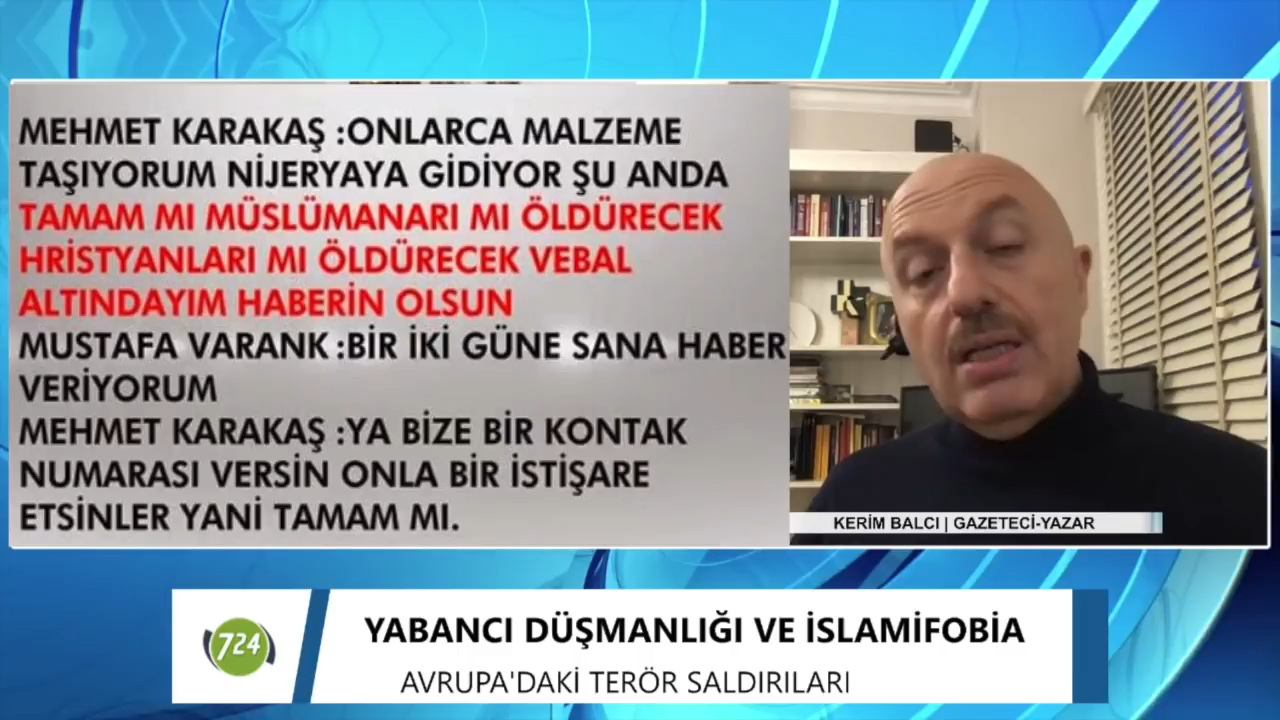 MEHMET KARAKAŞ :ONLARCA MALZEME
TAŞIYORUM NİJERYAYA GİDİYOR ŞU ANDA
TAMAM MI MÜSLÜMANARI MI ÖLDÜRECEK
HRİSTYANLARI MI ÖLDÜRECEK VEBAL
ALTINDAYIM HABERİN OLSUN
MUSTAFA VARANK :BİR İKİ GÜNE SANA HABER
VERİYORUM
MEHMET KARAKAŞ :YA BİZE BİR KONTAK
NUMARASI VERSİN ONLA BİR İSTİŞARE
ETSİNLER YANİ TAMAM MI.
KERİM BALCI | GAZETECİ-YAZAR
724
YABANCI DÜŞMANLIĞI VE İSLAMİFOBİA
AVRUPA'DAKİ TERÖR SALDIRILARI